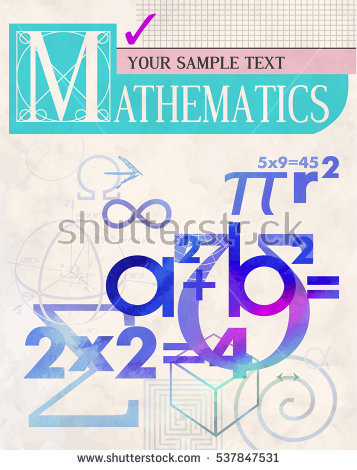 YOUR SAMPLE TEXT
MATHEMATICS
5x9=45
πr²
Ω
∞
shutterstock
a²+b²=
δ
2x2=4
Σ
α
www.shutterstock.com · 537847531